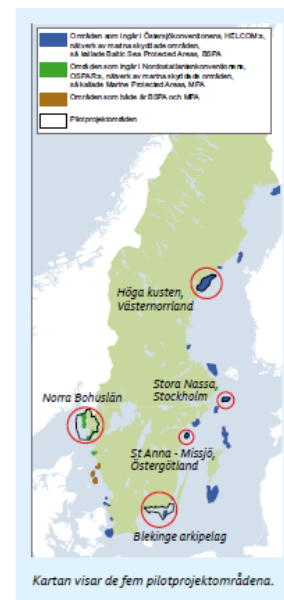 Områden som ingår i Östersjökonventionens, HELCOM:s,
nätverk av marina skyddade områden,
så kallade Baltic Sea Protected Areas, BSPA
Områden som ingår i Nordostatlantenkonventionens,
OSPAR:s, nätverk av marina skyddade områden,
så kallade Marine Protected Areas, MPA
Områden som både är BSPA och MPA
Pilotprojektområden
Höga kusten,
Västernorrland
Stora Nassa,
Stockholm
Norra Bohuslän
St Anna - Missjö,
Östergötland
Blekinge arkipelag
Kartan visar de fem pilotprojektområdena.